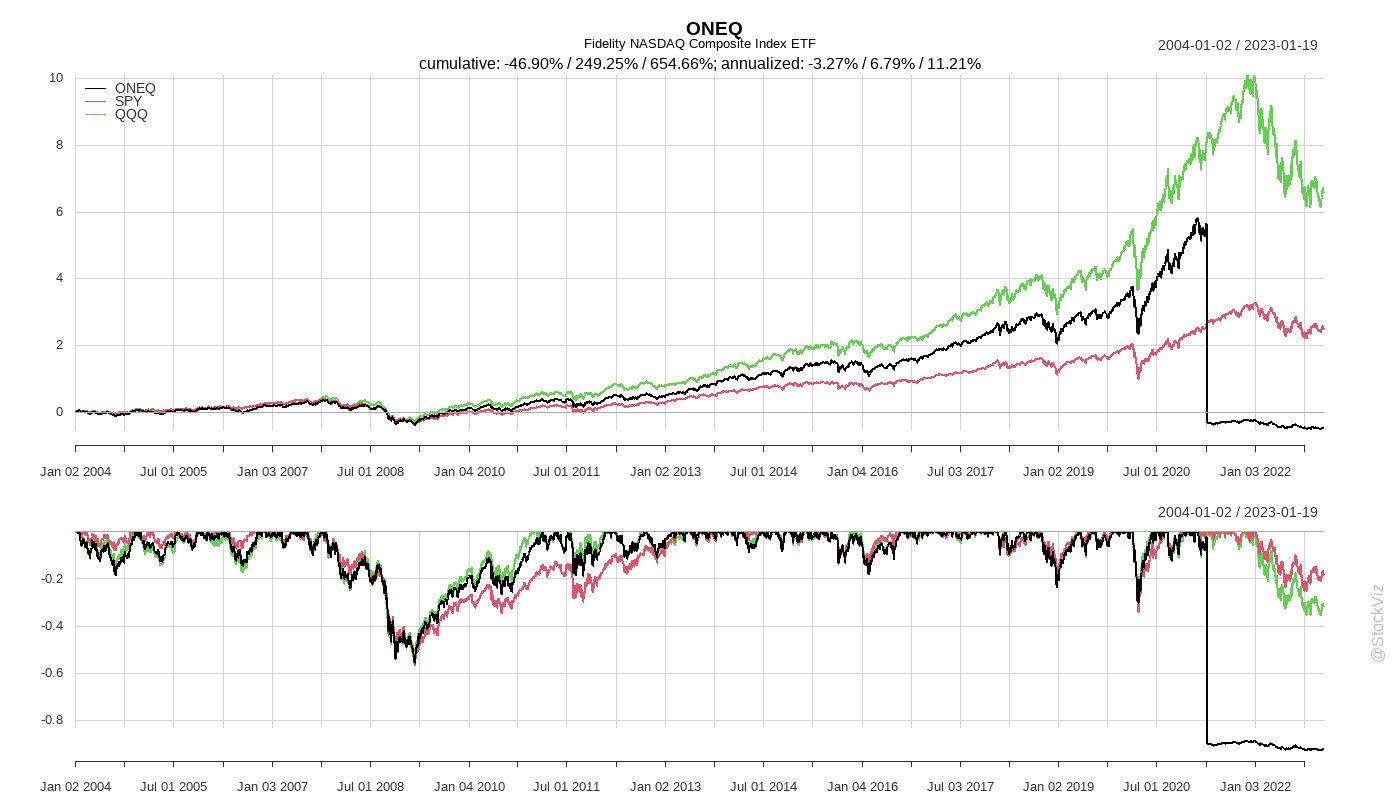 ONEQ
Fidelity NASDAQ Composite Index ETF
2004-01-02 / 2023-01-19
cumulative: -46.90% / 249.25% / 654.66%; annualized: -3.27% / 6.79% / 11.21%
ONEQ
SPY
QQQ
10
8
6
4
2
0
Jan 02 2004 Jul 01 2005 Jan 03 2007 Jul 01 2008 Jan 04 2010 Jul 01 2011 Jan 02 2013 Jul 01 2014 Jan 04 2016 Jul 03 2017 Jan 02 2019 Jul 01 2020 Jan 03 2022
2004-01-02 / 2023-01-19
-0.2
-0.4
-0.6
-0.8
Jan 02 2004 Jul 01 2005 Jan 03 2007 Jul 01 2008 Jan 04 2010 Jul 01 2011 Jan 02 2013 Jul 01 2014 Jan 04 2016 Jul 03 2017 Jan 02 2019 Jul 01 2020 Jan 03 2022
@StockViz